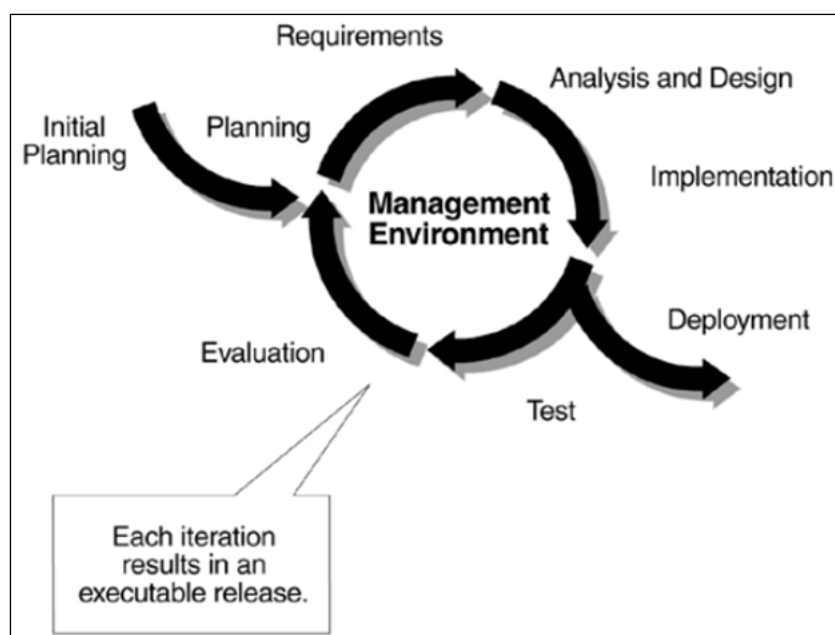 Requirements
Analysis and Design
Planning
Initial
Planning
Implementation
Management
Environment
Deployment
Evaluation
Test
Each iteration
results in an
executable release.